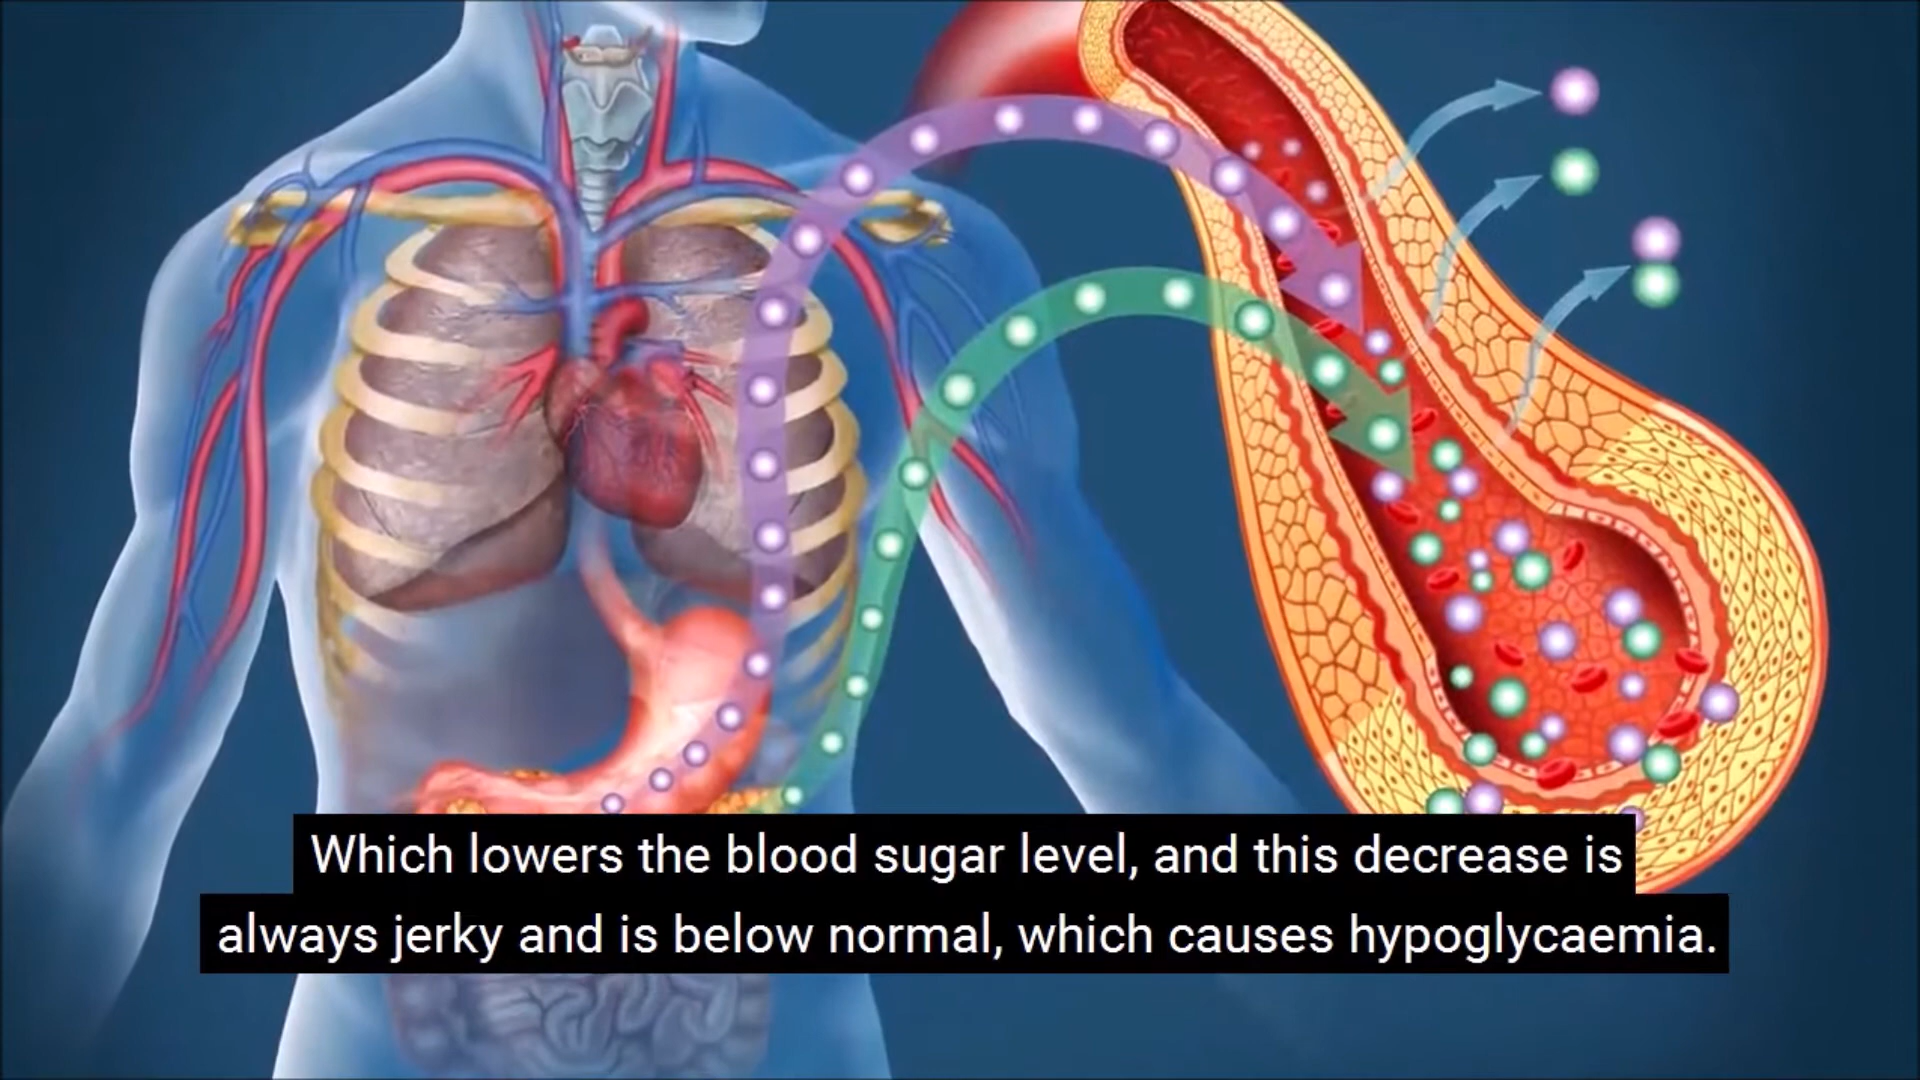 Which lowers the blood sugar level, and this decrease is
always jerky and is below normal, which causes hypoglycaemia.